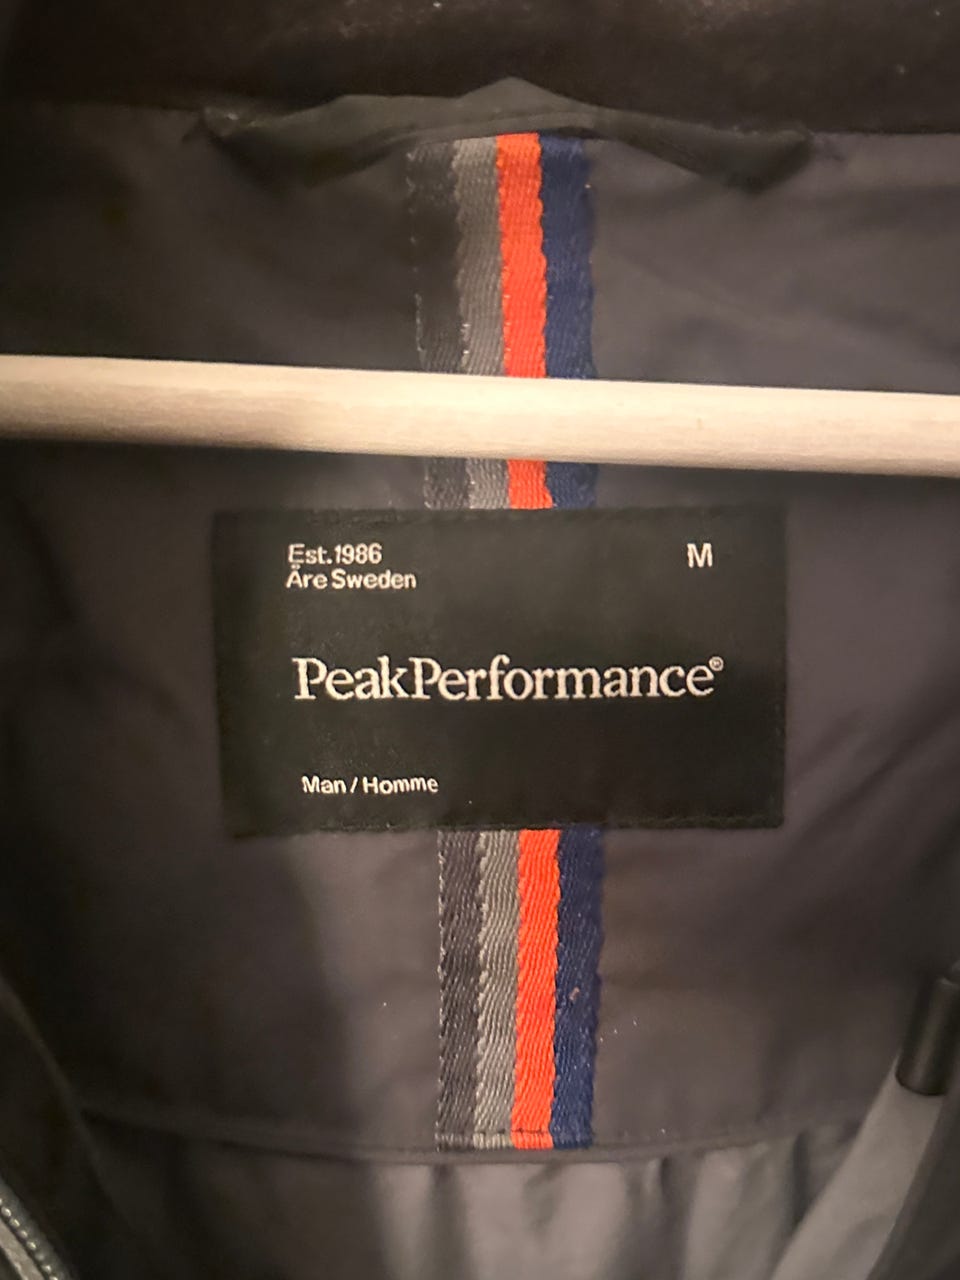 Est.1986
Åre Sweden
M
PeakPerformance®
Man / Homme